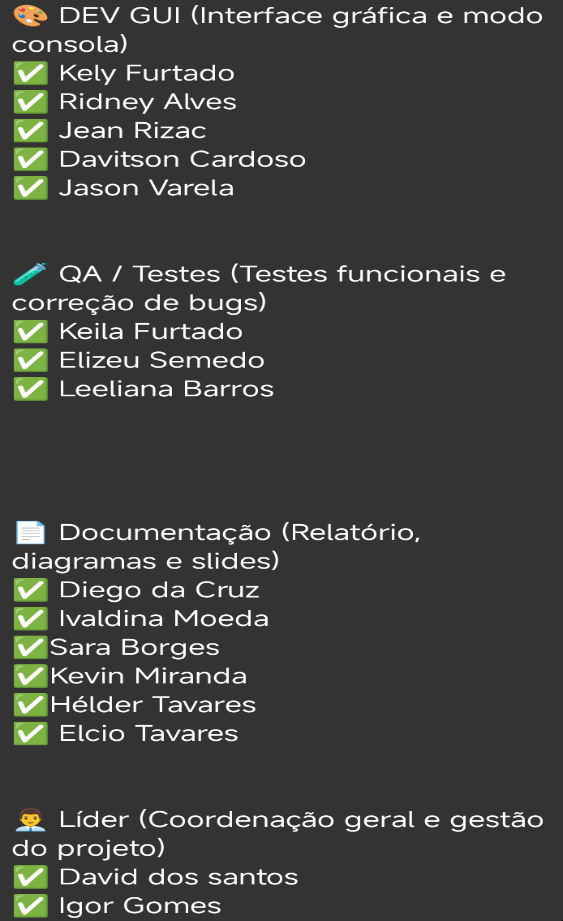 🎨 DEV GUI (Interface gráfica e modo
consola)
✅ Kely Furtado
✅ Ridney Alves
✅ Jean Rizac
✅ Davitson Cardoso
✅ Jason Varela
🧪 QA / Testes (Testes funcionais e
correção de bugs)
✅ Keila Furtado
✅ Elizeu Semedo
✅ Leeliana Barros
📄 Documentação (Relatório,
diagramas e slides)
✅ Diego da Cruz
✅ Ivaldina Moeda
✅Sara Borges
✅Kevin Miranda
✅Hélder Tavares
✅ Elcio Tavares
👨‍💼 Líder (Coordenação geral e gestão
do projeto)
✅ David dos santos
✅ Igor Gomes